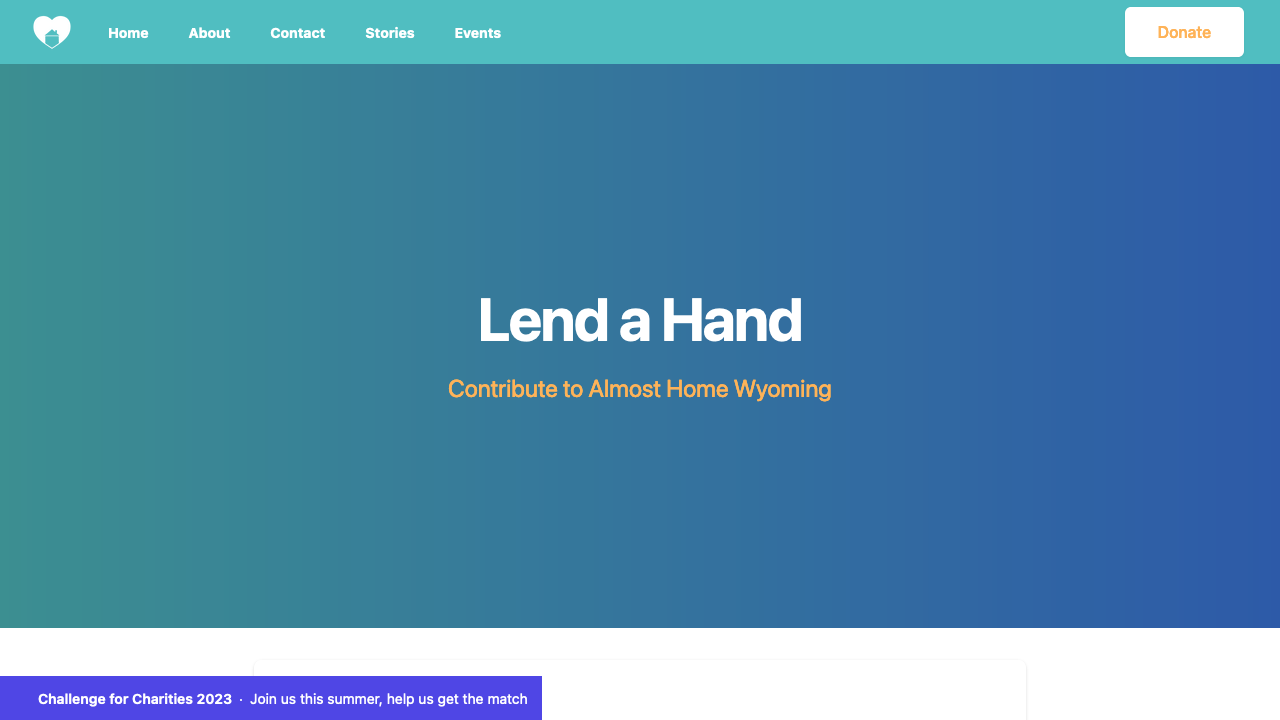 Home About Contact Stories Events Donate
Lend a Hand
Contribute to Almost Home Wyoming
Challenge for Charities 2023 · Join us this summer, help us get the match